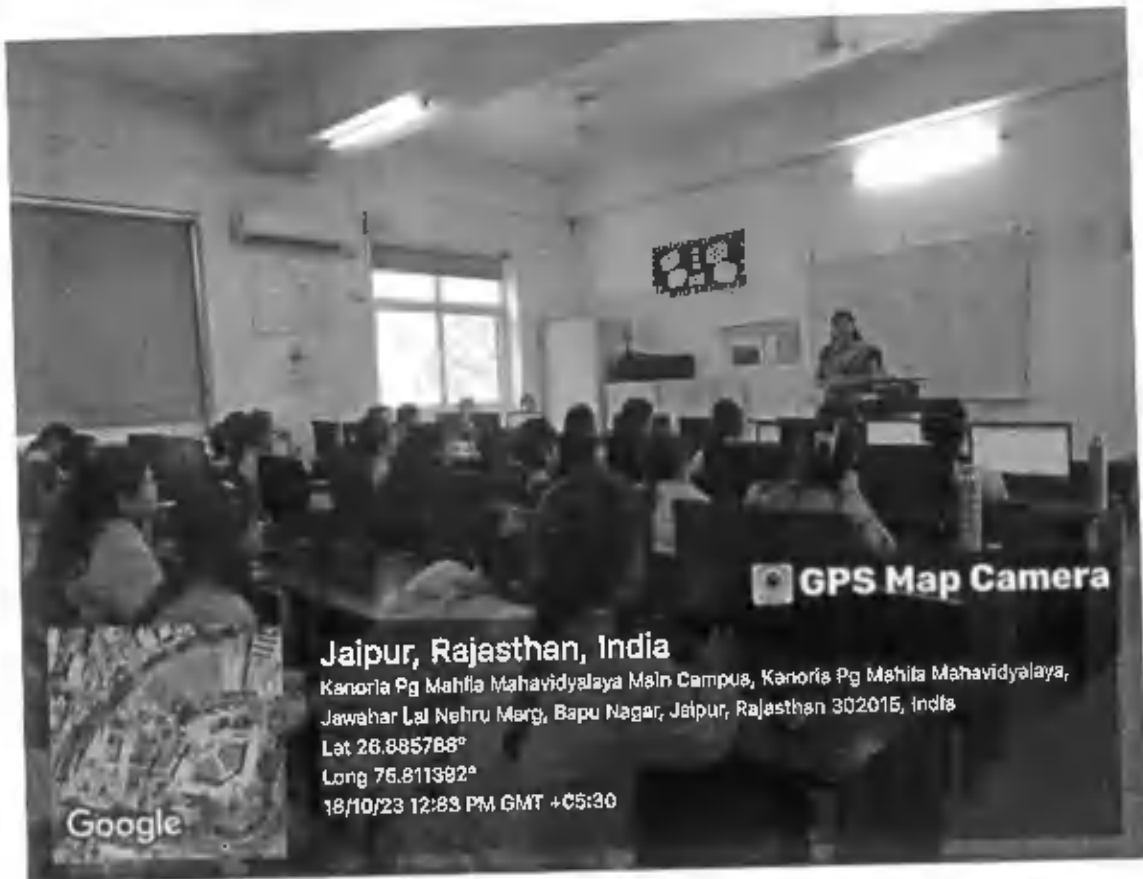 GPS Map Camera
Jaipur, Rajasthan, India
Kanoria Pg Mahila Mahavidyalaya Main Campus, Kanoria Pg Mahila Mahavidyalaya,
Jawahar Lal Nehru Marg, Bapu Nagar, Jaipur, Rajasthan 302015, India
Lat 26.885788°
Long 75.811392°
18/10/23 12:53 PM GMT +05:30
Google